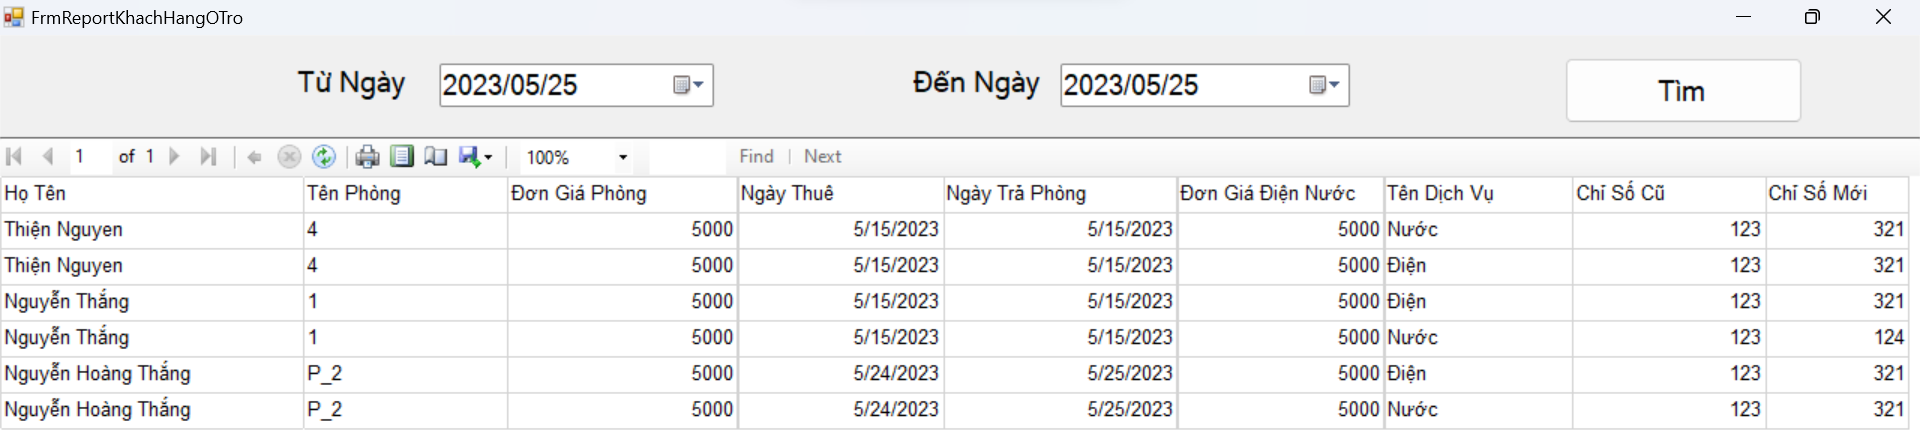 FrmReportKhachHangOTro
Từ Ngày 2023/05/25 Đến Ngày 2023/05/25 Tìm
1 of 1 100% Find | Next
Họ Tên Tên Phòng Đơn Giá Phòng Ngày Thuê Ngày Trả Phòng Đơn Giá Điện Nước Tên Dịch Vụ Chỉ Số Cũ Chỉ Số Mới
Thiện Nguyen 4 5000 5/15/2023 5/15/2023 5000 Nước 123 321
Thiện Nguyen 4 5000 5/15/2023 5/15/2023 5000 Điện 123 321
Nguyễn Thắng 1 5000 5/15/2023 5/15/2023 5000 Điện 123 321
Nguyễn Thắng 1 5000 5/15/2023 5/15/2023 5000 Nước 123 124
Nguyễn Hoàng Thắng P_2 5000 5/24/2023 5/25/2023 5000 Điện 123 321
Nguyễn Hoàng Thắng P_2 5000 5/24/2023 5/25/2023 5000 Nước 123 321